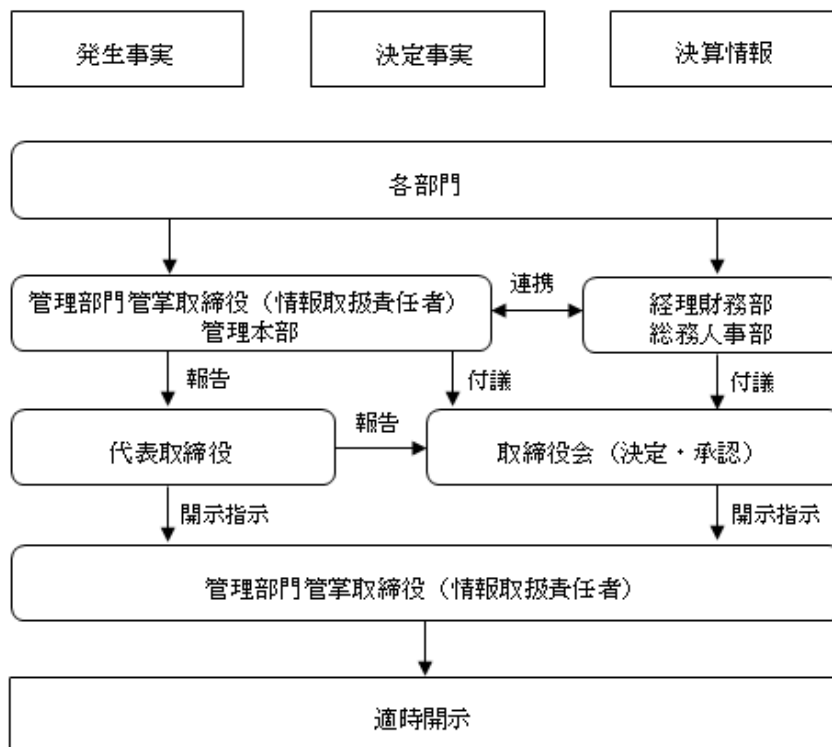 発生事実
決定事実
決算情報
各部門
管理部門管掌取締役（情報取扱責任者）
管理本部
連携
経理財務部
総務人事部
報告
付議
付議
代表取締役
報告
取締役会（決定・承認）
開示指示
開示指示
管理部門管掌取締役（情報取扱責任者）
適時開示